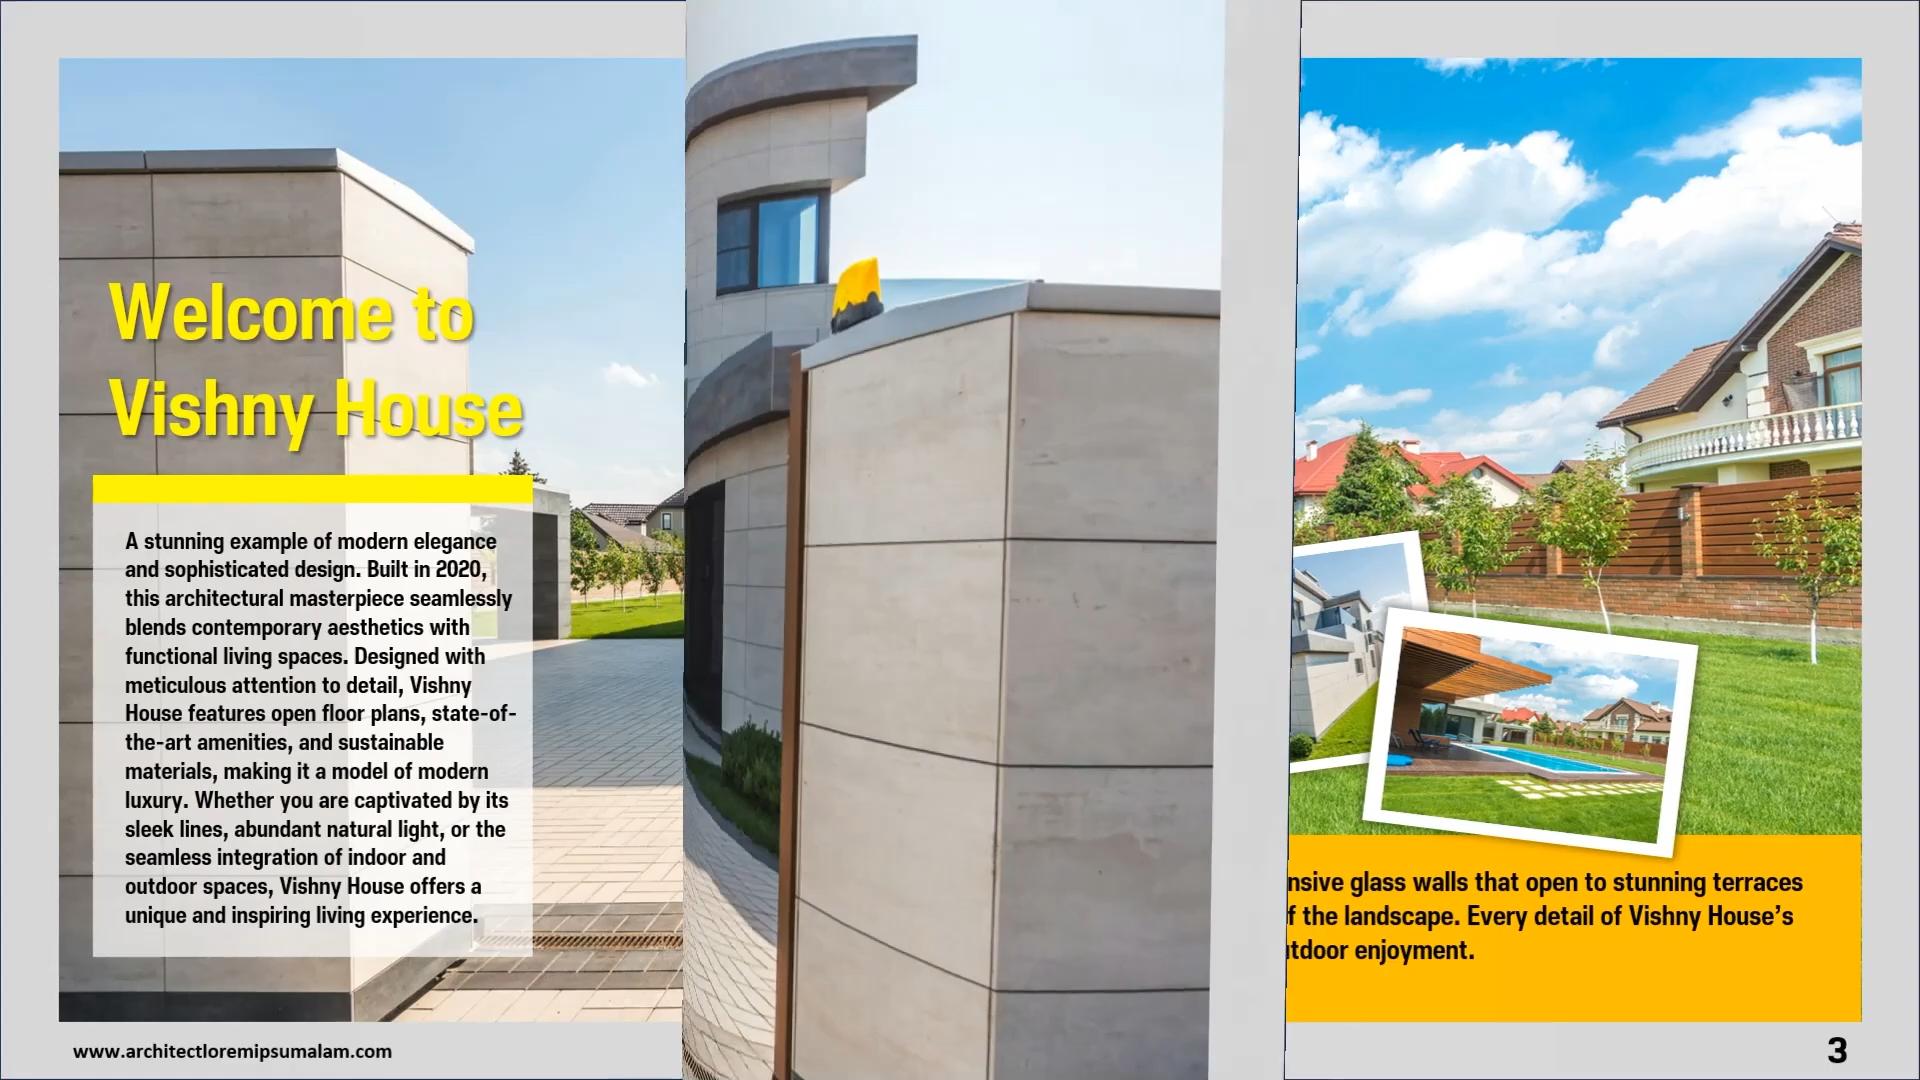 Welcome to
Vishny House
A stunning example of modern elegance
and sophisticated design. Built in 2020,
this architectural masterpiece seamlessly
blends contemporary aesthetics with
functional living spaces. Designed with
meticulous attention to detail, Vishny
House features open floor plans, state-of-
the-art amenities, and sustainable
materials, making it a model of modern
luxury. Whether you are captivated by its
sleek lines, abundant natural light, or the
seamless integration of indoor and
outdoor spaces, Vishny House offers a
unique and inspiring living experience.
www.architectloremipsumalam.com
glass walls that open to stunning terraces
the landscape. Every detail of Vishny House’s
enjoyment.
3